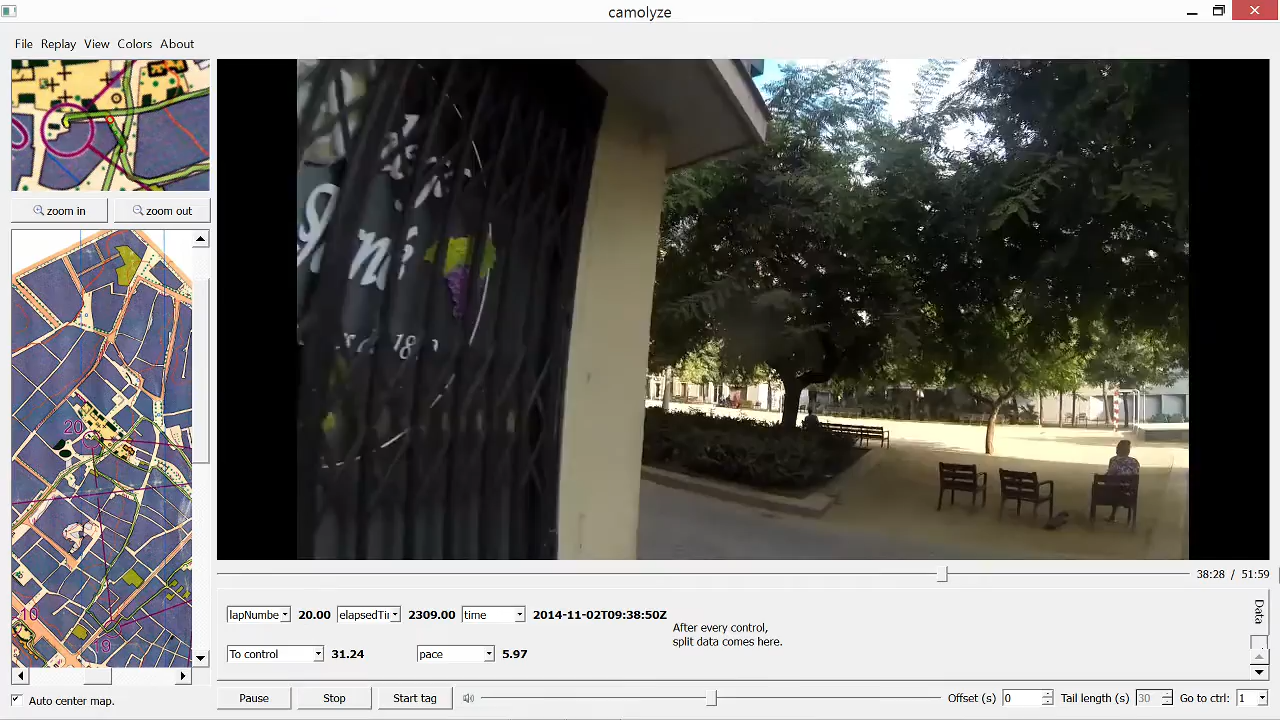 camolyze
File Replay View Colors About
zoom in zoom out
20
10
19
18
38:28 / 51:59
lapNumbe 20.00 elapsedTi 2309.00 time 2014-11-02T09:38:50Z
After every control,
split data comes here.
To control 31.24 pace 5.97
Data
Auto center map.
Pause Stop Start tag Offset (s) 0 Tail length (s) 30 Go to ctrl: 1